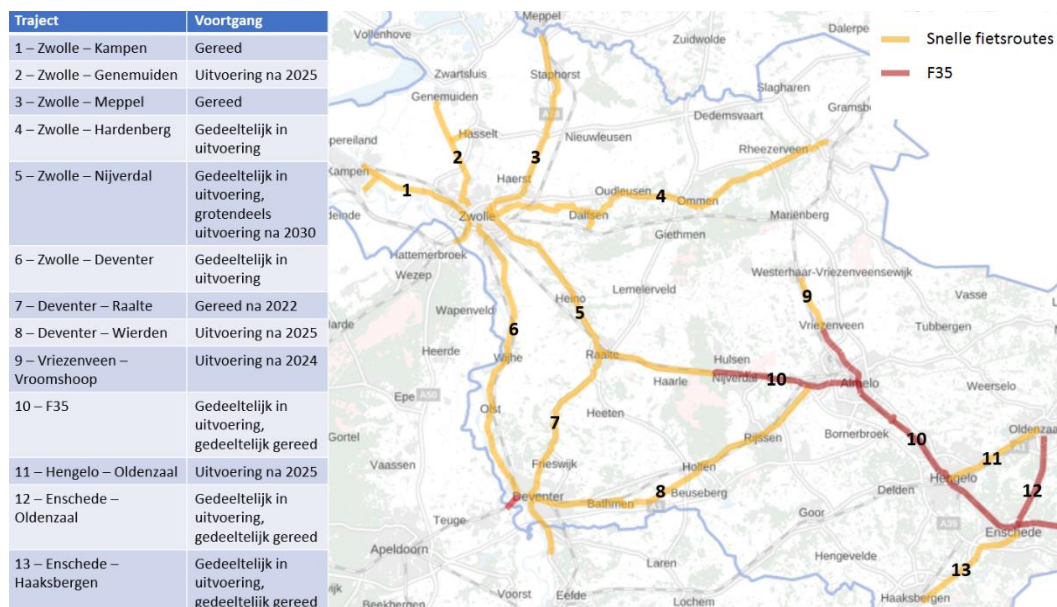 Traject Voortgang
1 – Zwolle – Kampen Gereed
2 – Zwolle – Genemuiden Uitvoering na 2025
3 – Zwolle – Meppel Gereed
4 – Zwolle – Hardenberg Gedeeltelijk in
uitvoering
5 – Zwolle – Nijverdal Gedeeltelijk in
uitvoering,
grotendeels
uitvoering na 2030
6 – Zwolle – Deventer Gedeeltelijk in
uitvoering
7 – Deventer – Raalte Gereed na 2022
8 – Deventer – Wierden Uitvoering na 2025
9 – Vriezenveen – Uitvoering na 2024
Vroomshoop
10 – F35 Gedeeltelijk in
uitvoering,
gedeeltelijk gereed
11 – Hengelo – Oldenzaal Uitvoering na 2025
12 – Enschede – Gedeeltelijk in
Oldenzaal uitvoering,
gedeeltelijk gereed
13 – Enschede – Gedeeltelijk in
Haaksbergen uitvoering,
gedeeltelijk gereed
Snelle fietsroutes
F35
Meppel
Vollenhove
Zuidwolde
Dalerpe
Staphorst
Zwartsluis
Slagharen
Genemuiden
Dedemsvaart
Gramsb
Hasselt
Nieuwleusen
pereiland
Rheezerveen
2
3
Kampen
Haerst
1
Oudleusen
4
Ommen
Zwolle
Dalfsen
Mariënberg
Giethmen
Hattemerbroek
Wezep
Westerhaar-Vriezenveensewijk
Lemelerveld
Heino
9
Vasse
Wapenveld
5
Vriezenveen
Tubbergen
6
Heerde
Wijhe
Raalte
Hulsen
Nijverdal
10
Almelo
Haarle
Weerselo
Epe
A50
Olst
Heeten
7
Bornerbroek
10
Oldenzaa
Gortel
Rijssen
A1
11
Vaassen
Frieswijk
Holten
Hengelo
12
Deventer
8
Beuseberg
Delden
Bathmen
A1
Teuge
Goor
A35
Enschede
Apeldoorn
Hengevelde
13
Laren
Voorst
Eefde
Lochem
Haaksbergen
Beekbergen